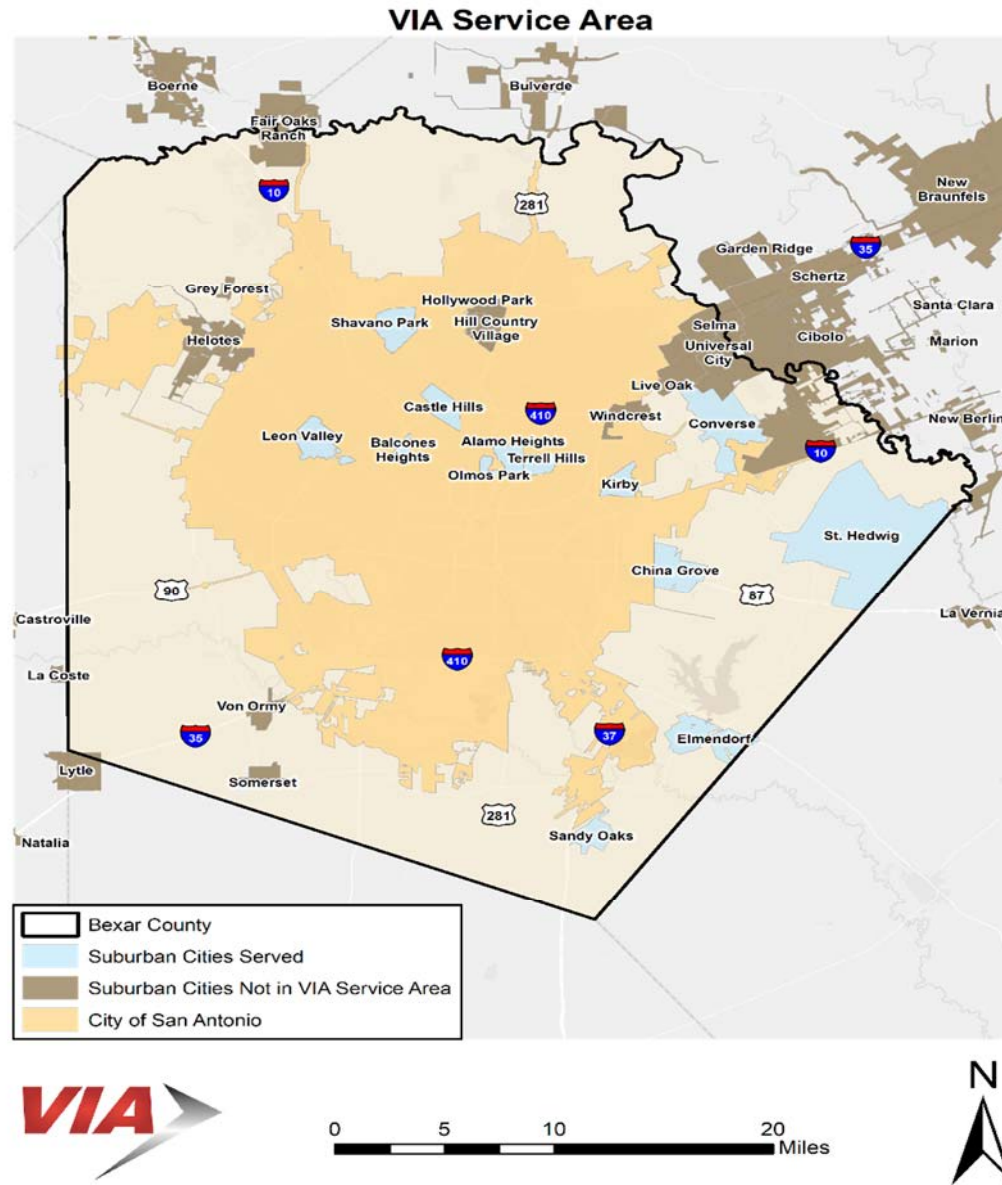 VIA Service Area
Boerne
Bulverde
Fair Oaks
Ranch
10
281
New
Braunfels
Garden Ridge
35
Schertz
Grey Forest
Santa Clara
Hollywood Park
Shavano Park
Hill Country
Village
Selma
Helotes
Universal
City
Cibolo
Marion
Live Oak
Castle Hills
410
Windcrest
New Berlin
Converse
Leon Valley
Balcones
Heights
Alamo Heights
Terrell Hills
10
Olmos Park
Kirby
St. Hedwig
China Grove
90
87
Castroville
La Vernia
410
La Coste
Von Ormy
35
37
Elmendorf
Lytle
Somerset
281
Sandy Oaks
Natalia
Bexar County
Suburban Cities Served
Suburban Cities Not in VIA Service Area
City of San Antonio
VIA
0 5 10 20
Miles
N